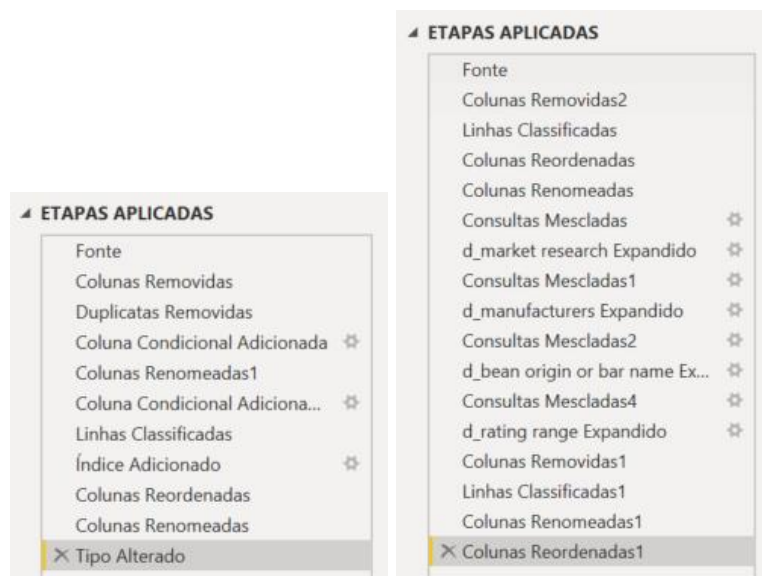 ETAPAS APLICADAS
Fonte
Colunas Removidas
Duplicatas Removidas
Coluna Condicional Adicionada
Colunas Renomeadas1
Coluna Condicional Adiciona...
Linhas Classificadas
Índice Adicionado
Colunas Reordenadas
Colunas Renomeadas
Tipo Alterado
ETAPAS APLICADAS
Fonte
Colunas Removidas2
Linhas Classificadas
Colunas Reordenadas
Colunas Renomeadas
Consultas Mescladas
d_market research Expandido
Consultas Mescladas1
d_manufacturers Expandido
Consultas Mescladas2
d_bean origin or bar name Ex...
Consultas Mescladas4
d_rating range Expandido
Colunas Removidas1
Linhas Classificadas1
Colunas Renomeadas1
Colunas Reordenadas1